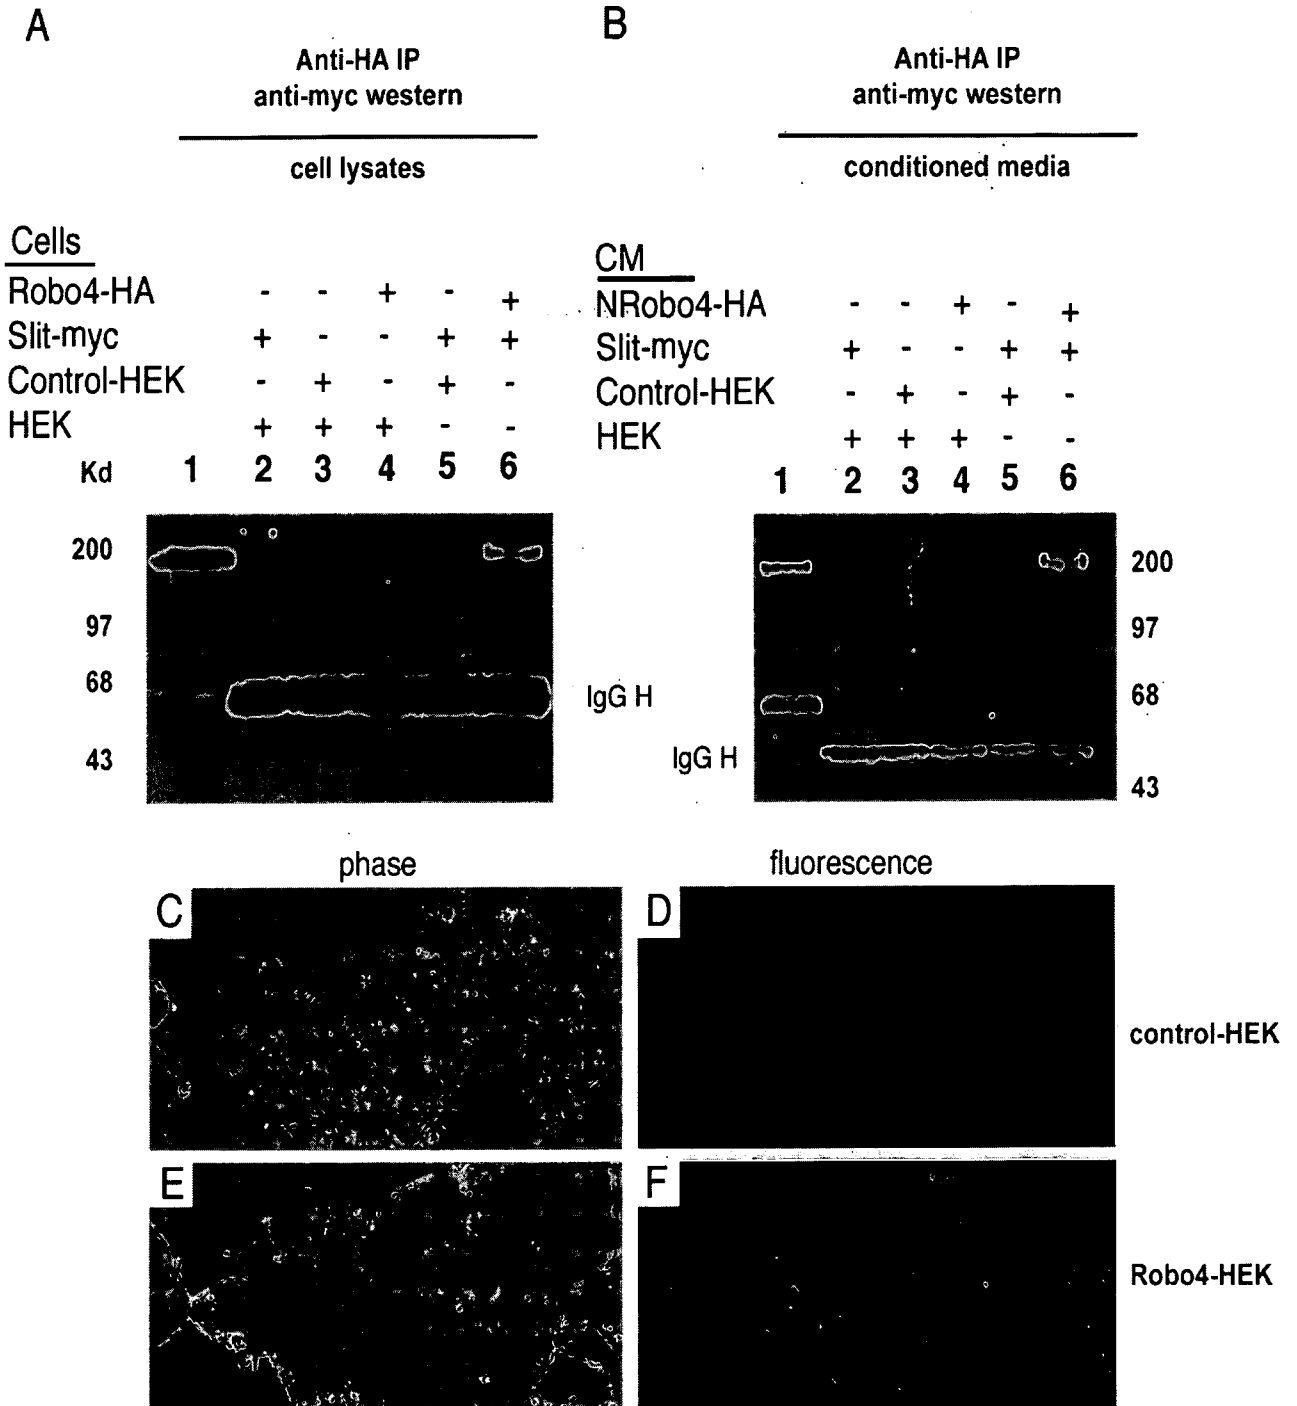 A
Anti-HA IP
anti-myc western
cell lysates
Cells
Robo4-HA - - + - +
Slit-myc + - - + +
Control-HEK - + - + -
HEK + + + - -
Kd 1 2 3 4 5 6
200
97
68
43
IgG H
B
Anti-HA IP
anti-myc western
conditioned media
CM
NRobo4-HA - - + - +
Slit-myc + - - + +
Control-HEK - + - + -
HEK + + + - -
1 2 3 4 5 6
200
97
68
43
IgG H
phase
fluorescence
C
D
control-HEK
E
F
Robo4-HEK